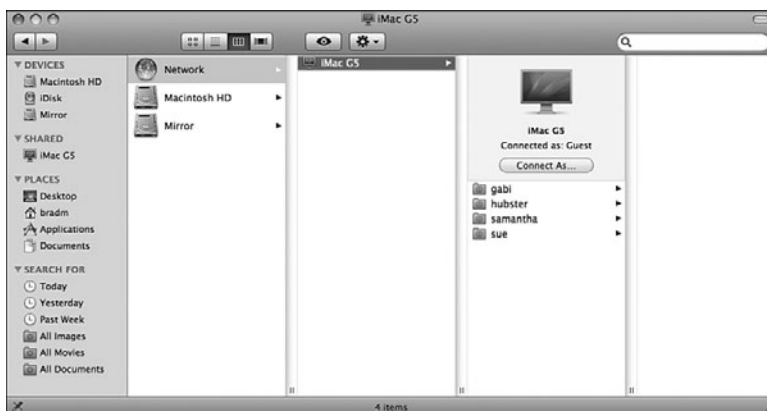 iMac G5
DEVICES
Macintosh HD
iDisk
Mirror
SHARED
iMac G5
PLACES
Desktop
bradm
Applications
Documents
SEARCH FOR
Today
Yesterday
Past Week
All Images
All Movies
All Documents
Network
Macintosh HD
Mirror
iMac G5
iMac G5
Connected as: Guest
Connect As...
gabi
hubster
samantha
sue
4 items